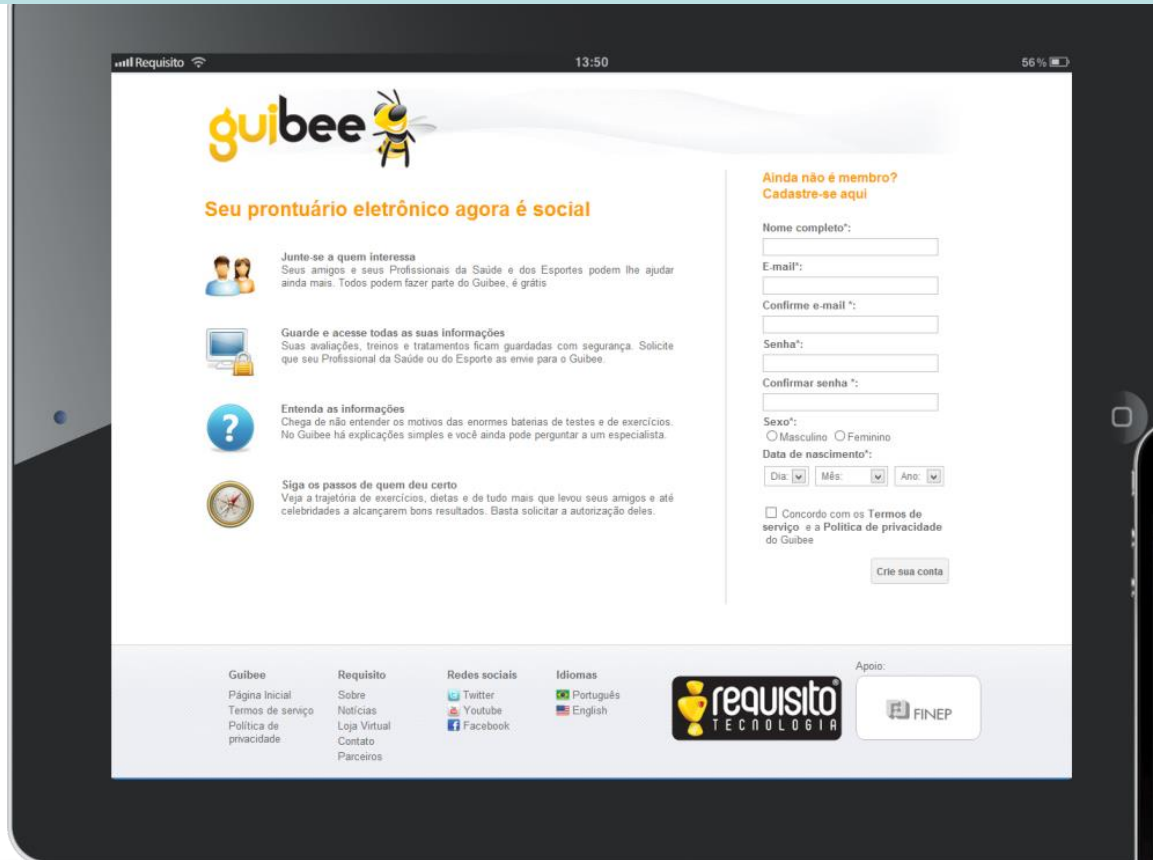 Requisito
13:50
56%
guibee
Seu prontuário eletrônico agora é social
Junte-se a quem interessa
Seus amigos e seus Profissionais da Saúde e dos Esportes podem lhe ajudar
ainda mais. Todos podem fazer parte do Guibee, é grátis
Guarde e acesse todas as suas informações
Suas avaliações, treinos e tratamentos ficam guardadas com segurança. Solicite
que seu Profissional da Saúde ou do Esporte as envie para o Guibee.
?
Entenda as informações
Chega de não entender os motivos das enormes baterias de testes e de exercícios.
No Guibee há explicações simples e você ainda pode perguntar a um especialista.
Siga os passos de quem deu certo
Veja a trajetória de exercícios, dietas e de tudo mais que levou seus amigos e até
celebridades a alcançarem bons resultados. Basta solicitar a autorização deles.
Ainda não é membro?
Cadastre-se aqui
Nome completo*:
E-mail*:
Confirme e-mail *:
Senha*:
Confirmar senha *:
Sexo*:
Masculino Feminino
Data de nascimento*:
Dia: Mês: Ano:
Concordo com os Termos de
serviço e a Política de privacidade
do Guibee
Crie sua conta
Guibee
Página Inicial
Termos de serviço
Política de
privacidade
Requisito
Sobre
Notícias
Loja Virtual
Contato
Parceiros
Redes sociais
Twitter
Youtube
Facebook
Idiomas
Português
English
requisito®
TECNOLOGIA
Apoio:
FINEP